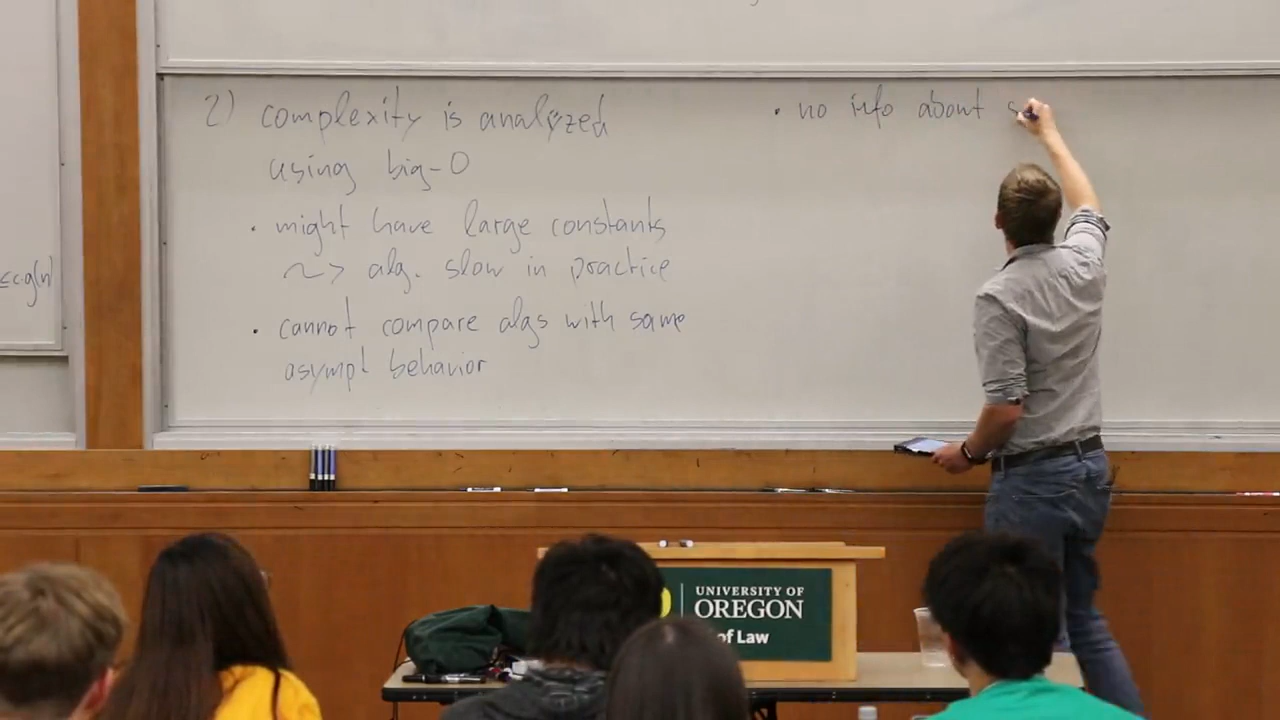 ≤c·g(n)
2) complexity is analyzed
using big-O
• might have large constants
~> alg. slow in practice
• cannot compare algs with same
asympt behavior
• no info about s
UNIVERSITY OF
OREGON
of Law